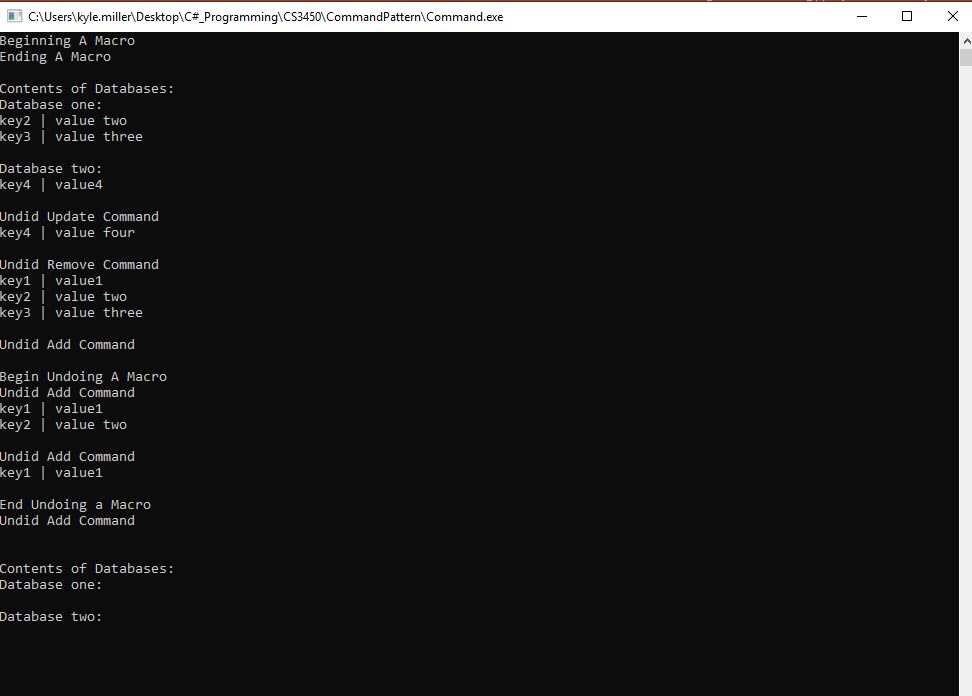 C:\Users\kyle.miller\Desktop\C#_Programming\CS3450\CommandPattern\Command.exe
Beginning A Macro
Ending A Macro
Contents of Databases:
Database one:
key2 | value two
key3 | value three
Database two:
key4 | value4
Undid Update Command
key4 | value four
Undid Remove Command
key1 | value1
key2 | value two
key3 | value three
Undid Add Command
Begin Undoing A Macro
Undid Add Command
key1 | value1
key2 | value two
Undid Add Command
key1 | value1
End Undoing a Macro
Undid Add Command
Contents of Databases:
Database one:
Database two: